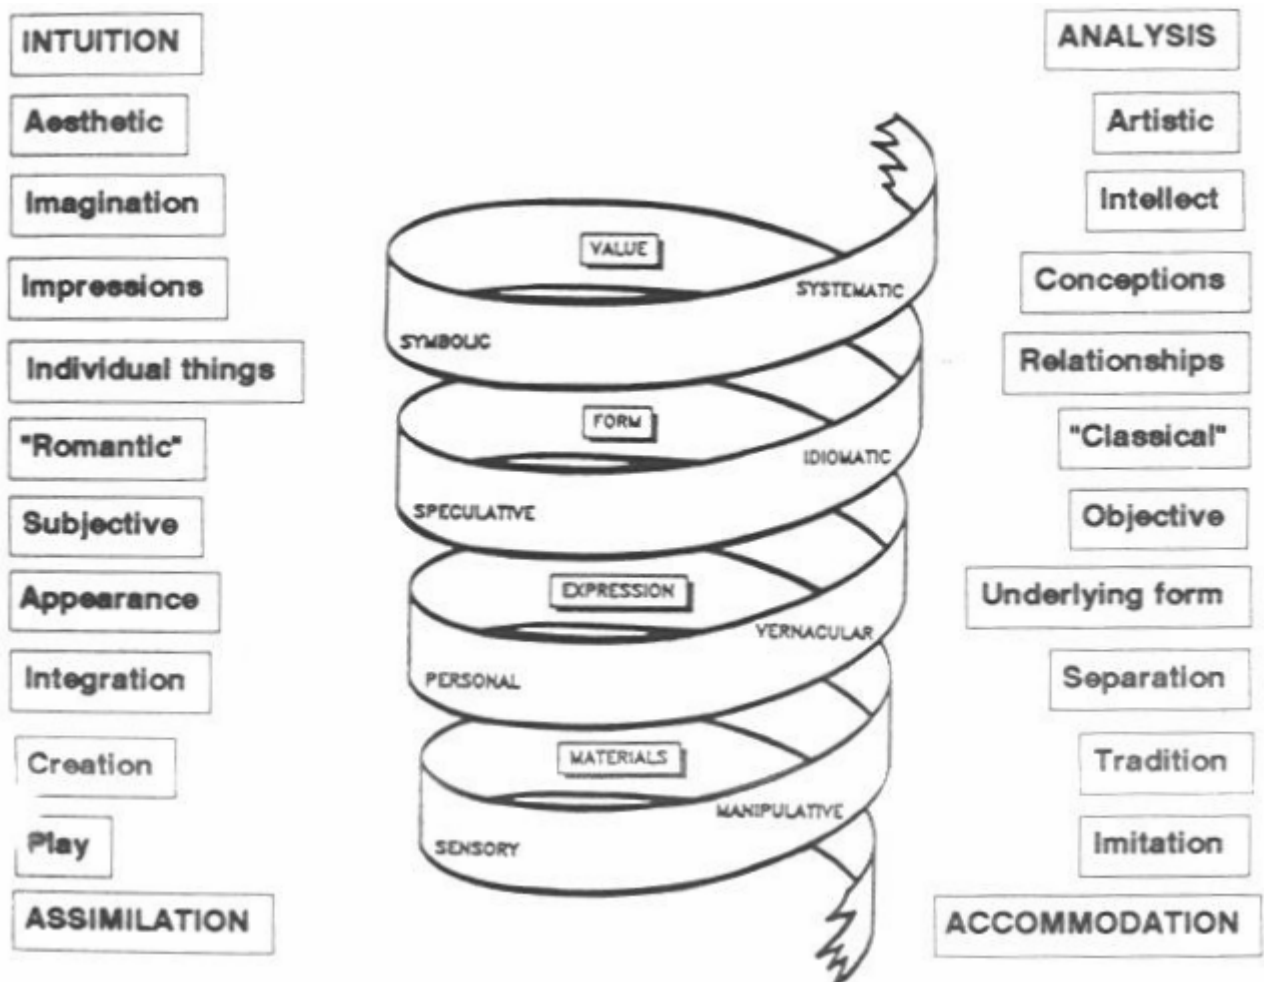 INTUITION
Aesthetic
Imagination
Impressions
Individual things
"Romantic"
Subjective
Appearance
Integration
Creation
Play
ASSIMILATION
VALUE
SYSTEMATIC
SYMBOLIC
FORM
IDIOMATIC
SPECULATIVE
EXPRESSION
VERNACULAR
PERSONAL
MATERIALS
MANIPULATIVE
SENSORY
ANALYSIS
Artistic
Intellect
Conceptions
Relationships
"Classical"
Objective
Underlying form
Separation
Tradition
Imitation
ACCOMMODATION